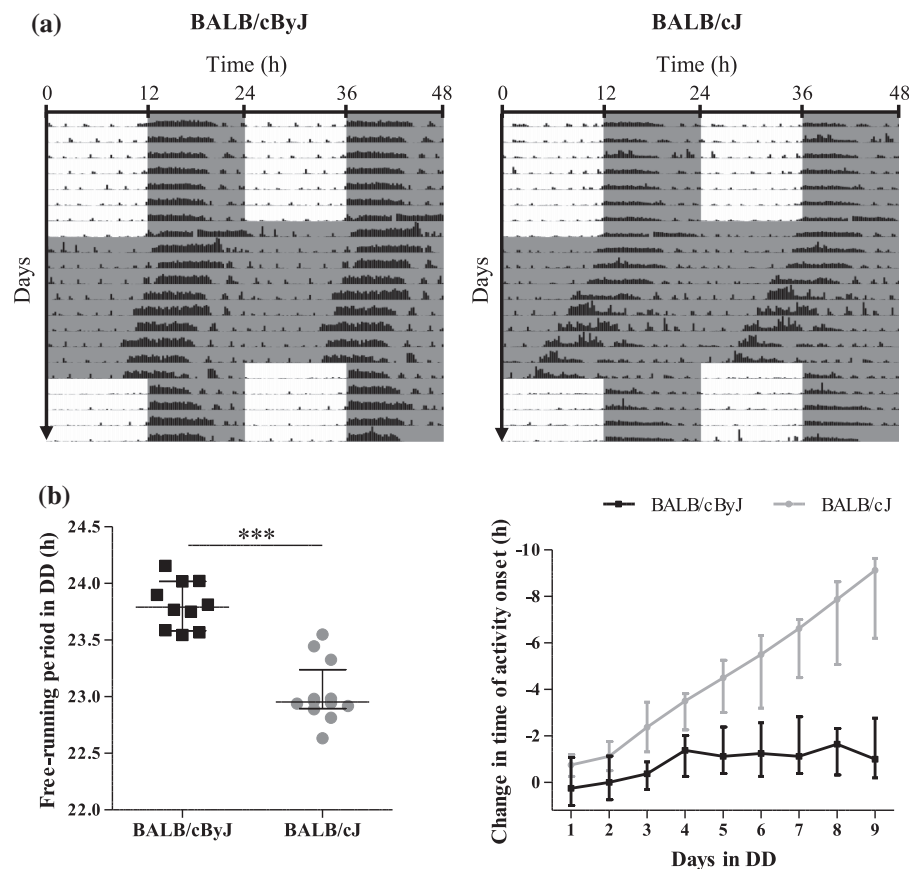 (a)
BALB/cByJ
Time (h)
0 12 24 36 48
Days
BALB/cJ
Time (h)
0 12 24 36 48
Days
(b)
Free-running period in DD (h)
24.5
24.0
23.5
23.0
22.5
22.0
***
BALB/cByJ BALB/cJ
BALB/cByJ BALB/cJ
Change in time of activity onset (h)
-10
-8
-6
-4
-2
0
1 2 3 4 5 6 7 8 9
Days in DD